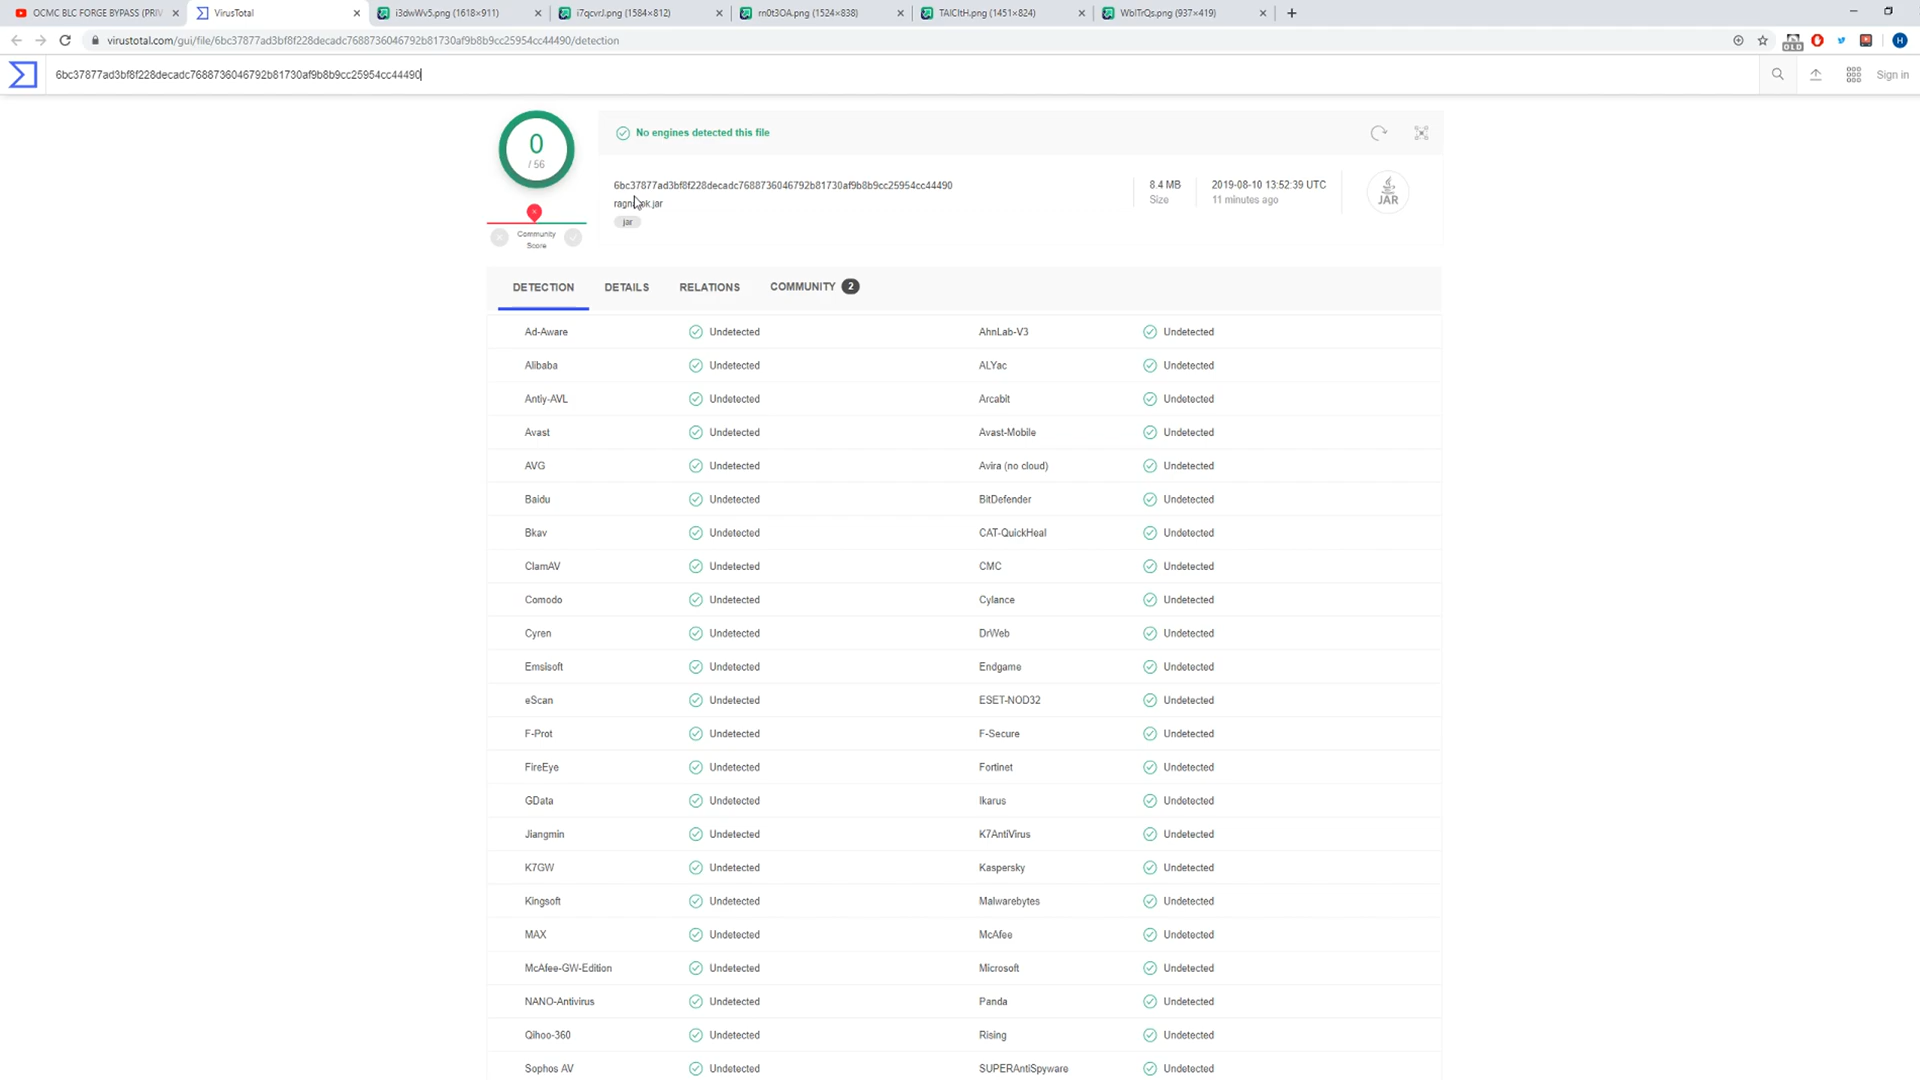 OCMC BLC FORGE BYPASS (PRIV
VirusTotal
i3dwWv5.png (1618×911)
i7qcvrJ.png (1584×812)
rn0t3OA.png (1524×838)
TAlCItH.png (1451×824)
WblTrQs.png (937×419)
virustotal.com/gui/file/6bc37877ad3bf8f228decadc7688736046792b81730af9b8b9cc25954cc44490/detection
OLD
H
6bc37877ad3bf8f228decadc7688736046792b81730af9b8b9cc25954cc44490
Sign in
0
/ 56
No engines detected this file
6bc37877ad3bf8f228decadc7688736046792b81730af9b8b9cc25954cc44490
jar
8.4 MB
Size
2019-08-10 13:52:39 UTC
11 minutes ago
JAR
Community
Score
DETECTION DETAILS RELATIONS COMMUNITY 2
Ad-Aware Undetected AhnLab-V3 Undetected
Alibaba Undetected ALYac Undetected
Antiy-AVL Undetected Arcabit Undetected
Avast Undetected Avast-Mobile Undetected
AVG Undetected Avira (no cloud) Undetected
Baidu Undetected BitDefender Undetected
Bkav Undetected CAT-QuickHeal Undetected
ClamAV Undetected CMC Undetected
Comodo Undetected Cylance Undetected
Cyren Undetected DrWeb Undetected
Emsisoft Undetected Endgame Undetected
eScan Undetected ESET-NOD32 Undetected
F-Prot Undetected F-Secure Undetected
FireEye Undetected Fortinet Undetected
GData Undetected Ikarus Undetected
Jiangmin Undetected K7AntiVirus Undetected
K7GW Undetected Kaspersky Undetected
Kingsoft Undetected Malwarebytes Undetected
MAX Undetected McAfee Undetected
McAfee-GW-Edition Undetected Microsoft Undetected
NANO-Antivirus Undetected Panda Undetected
Qihoo-360 Undetected Rising Undetected
Sophos AV Undetected SUPERAntiSpyware Undetected